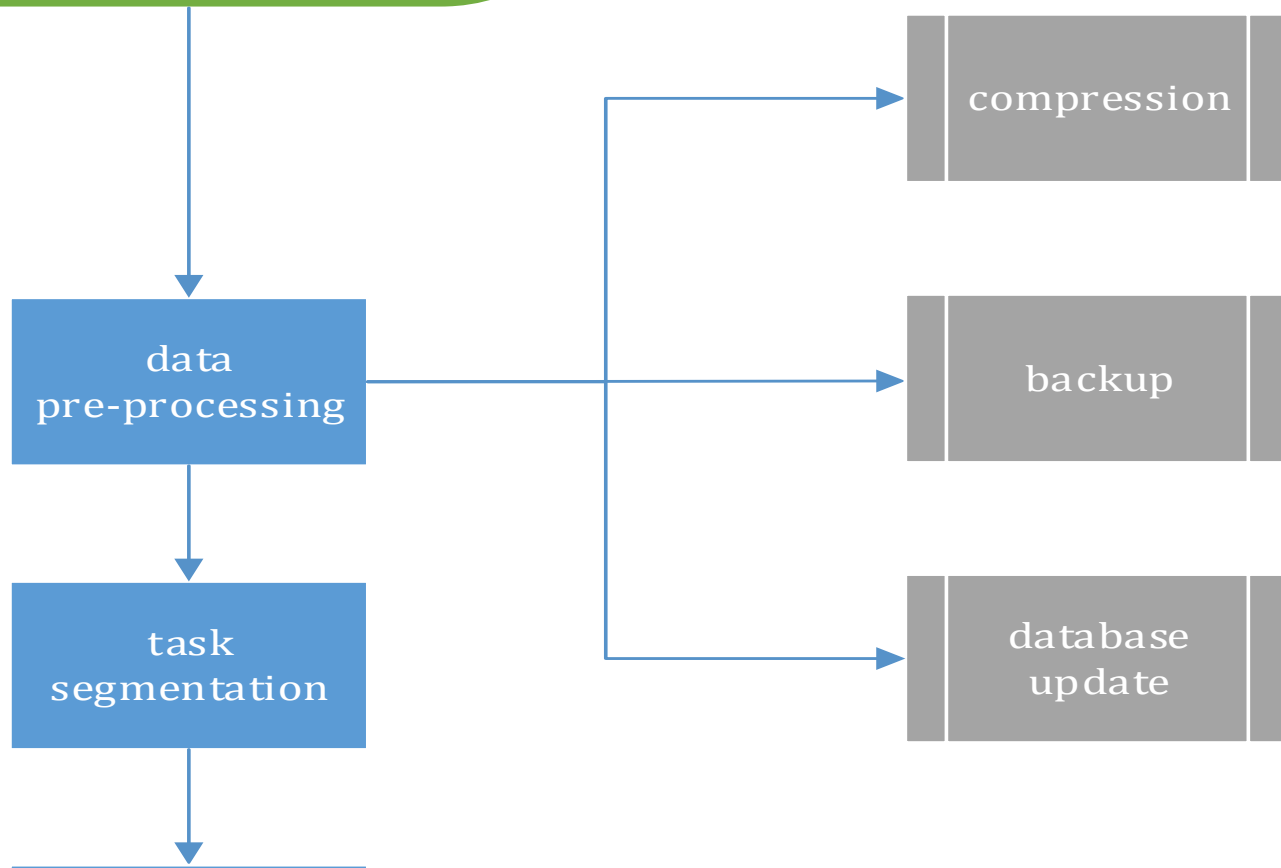 compression
data
pre-processing
backup
task
segmentation
database
update